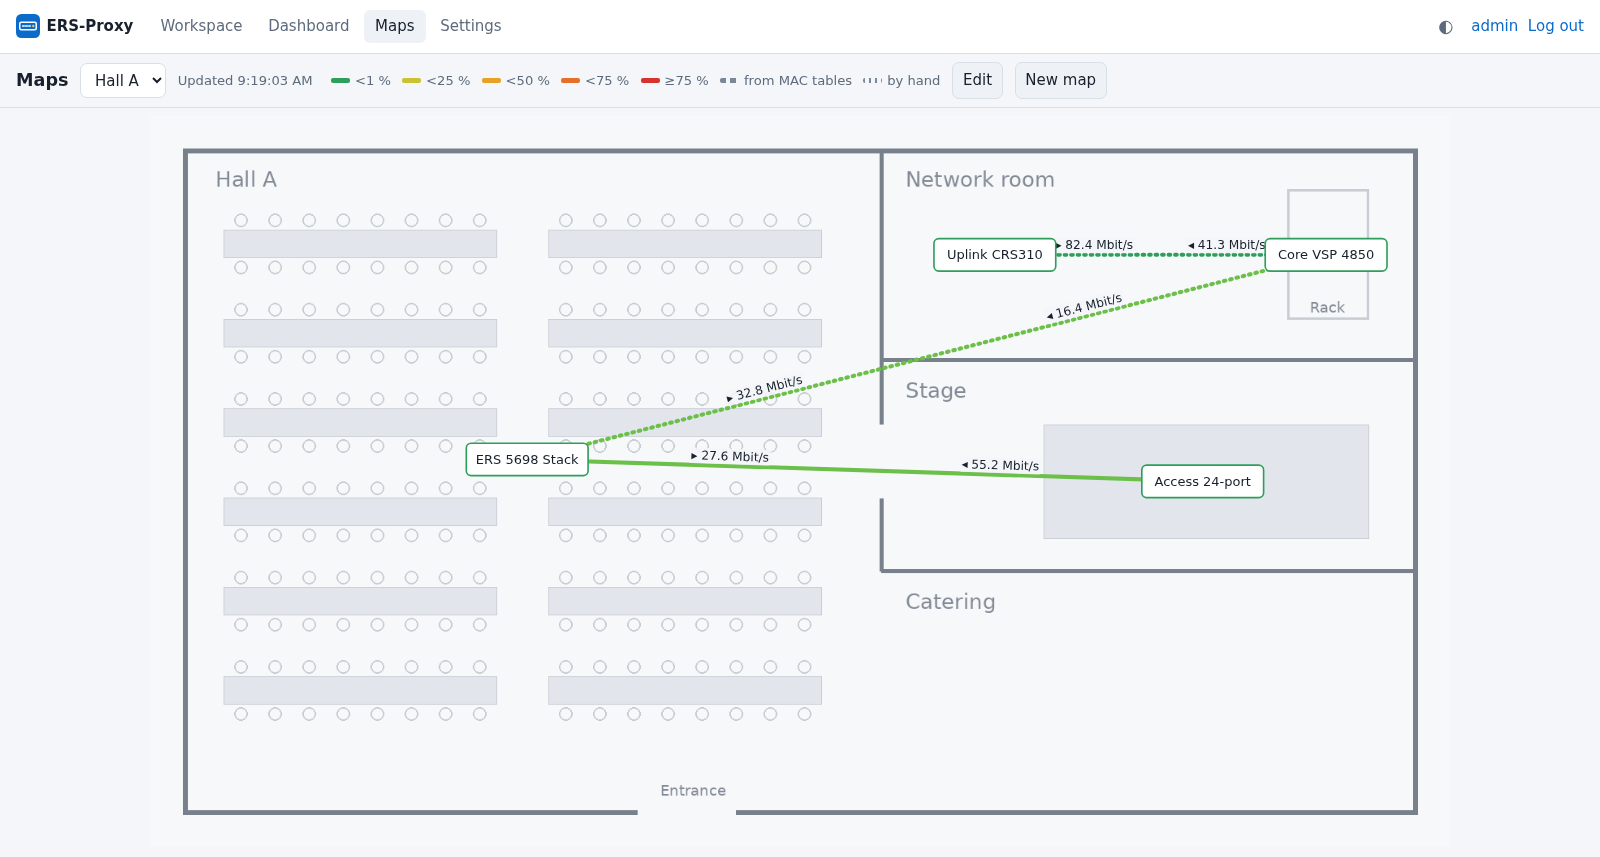 ERS-Proxy Workspace Dashboard Maps Settings admin Log out
Maps Hall A Updated 9:19:03 AM <1 % <25 % <50 % <75 % ≥75 % from MAC tables by hand Edit New map
Hall A
Network room
Uplink CRS310
▸ 82.4 Mbit/s
◂ 41.3 Mbit/s
Core VSP 4850
◂ 16.4 Mbit/s
Rack
▸ 32.8 Mbit/s
Stage
ERS 5698 Stack
▸ 27.6 Mbit/s
◂ 55.2 Mbit/s
Access 24-port
Catering
Entrance